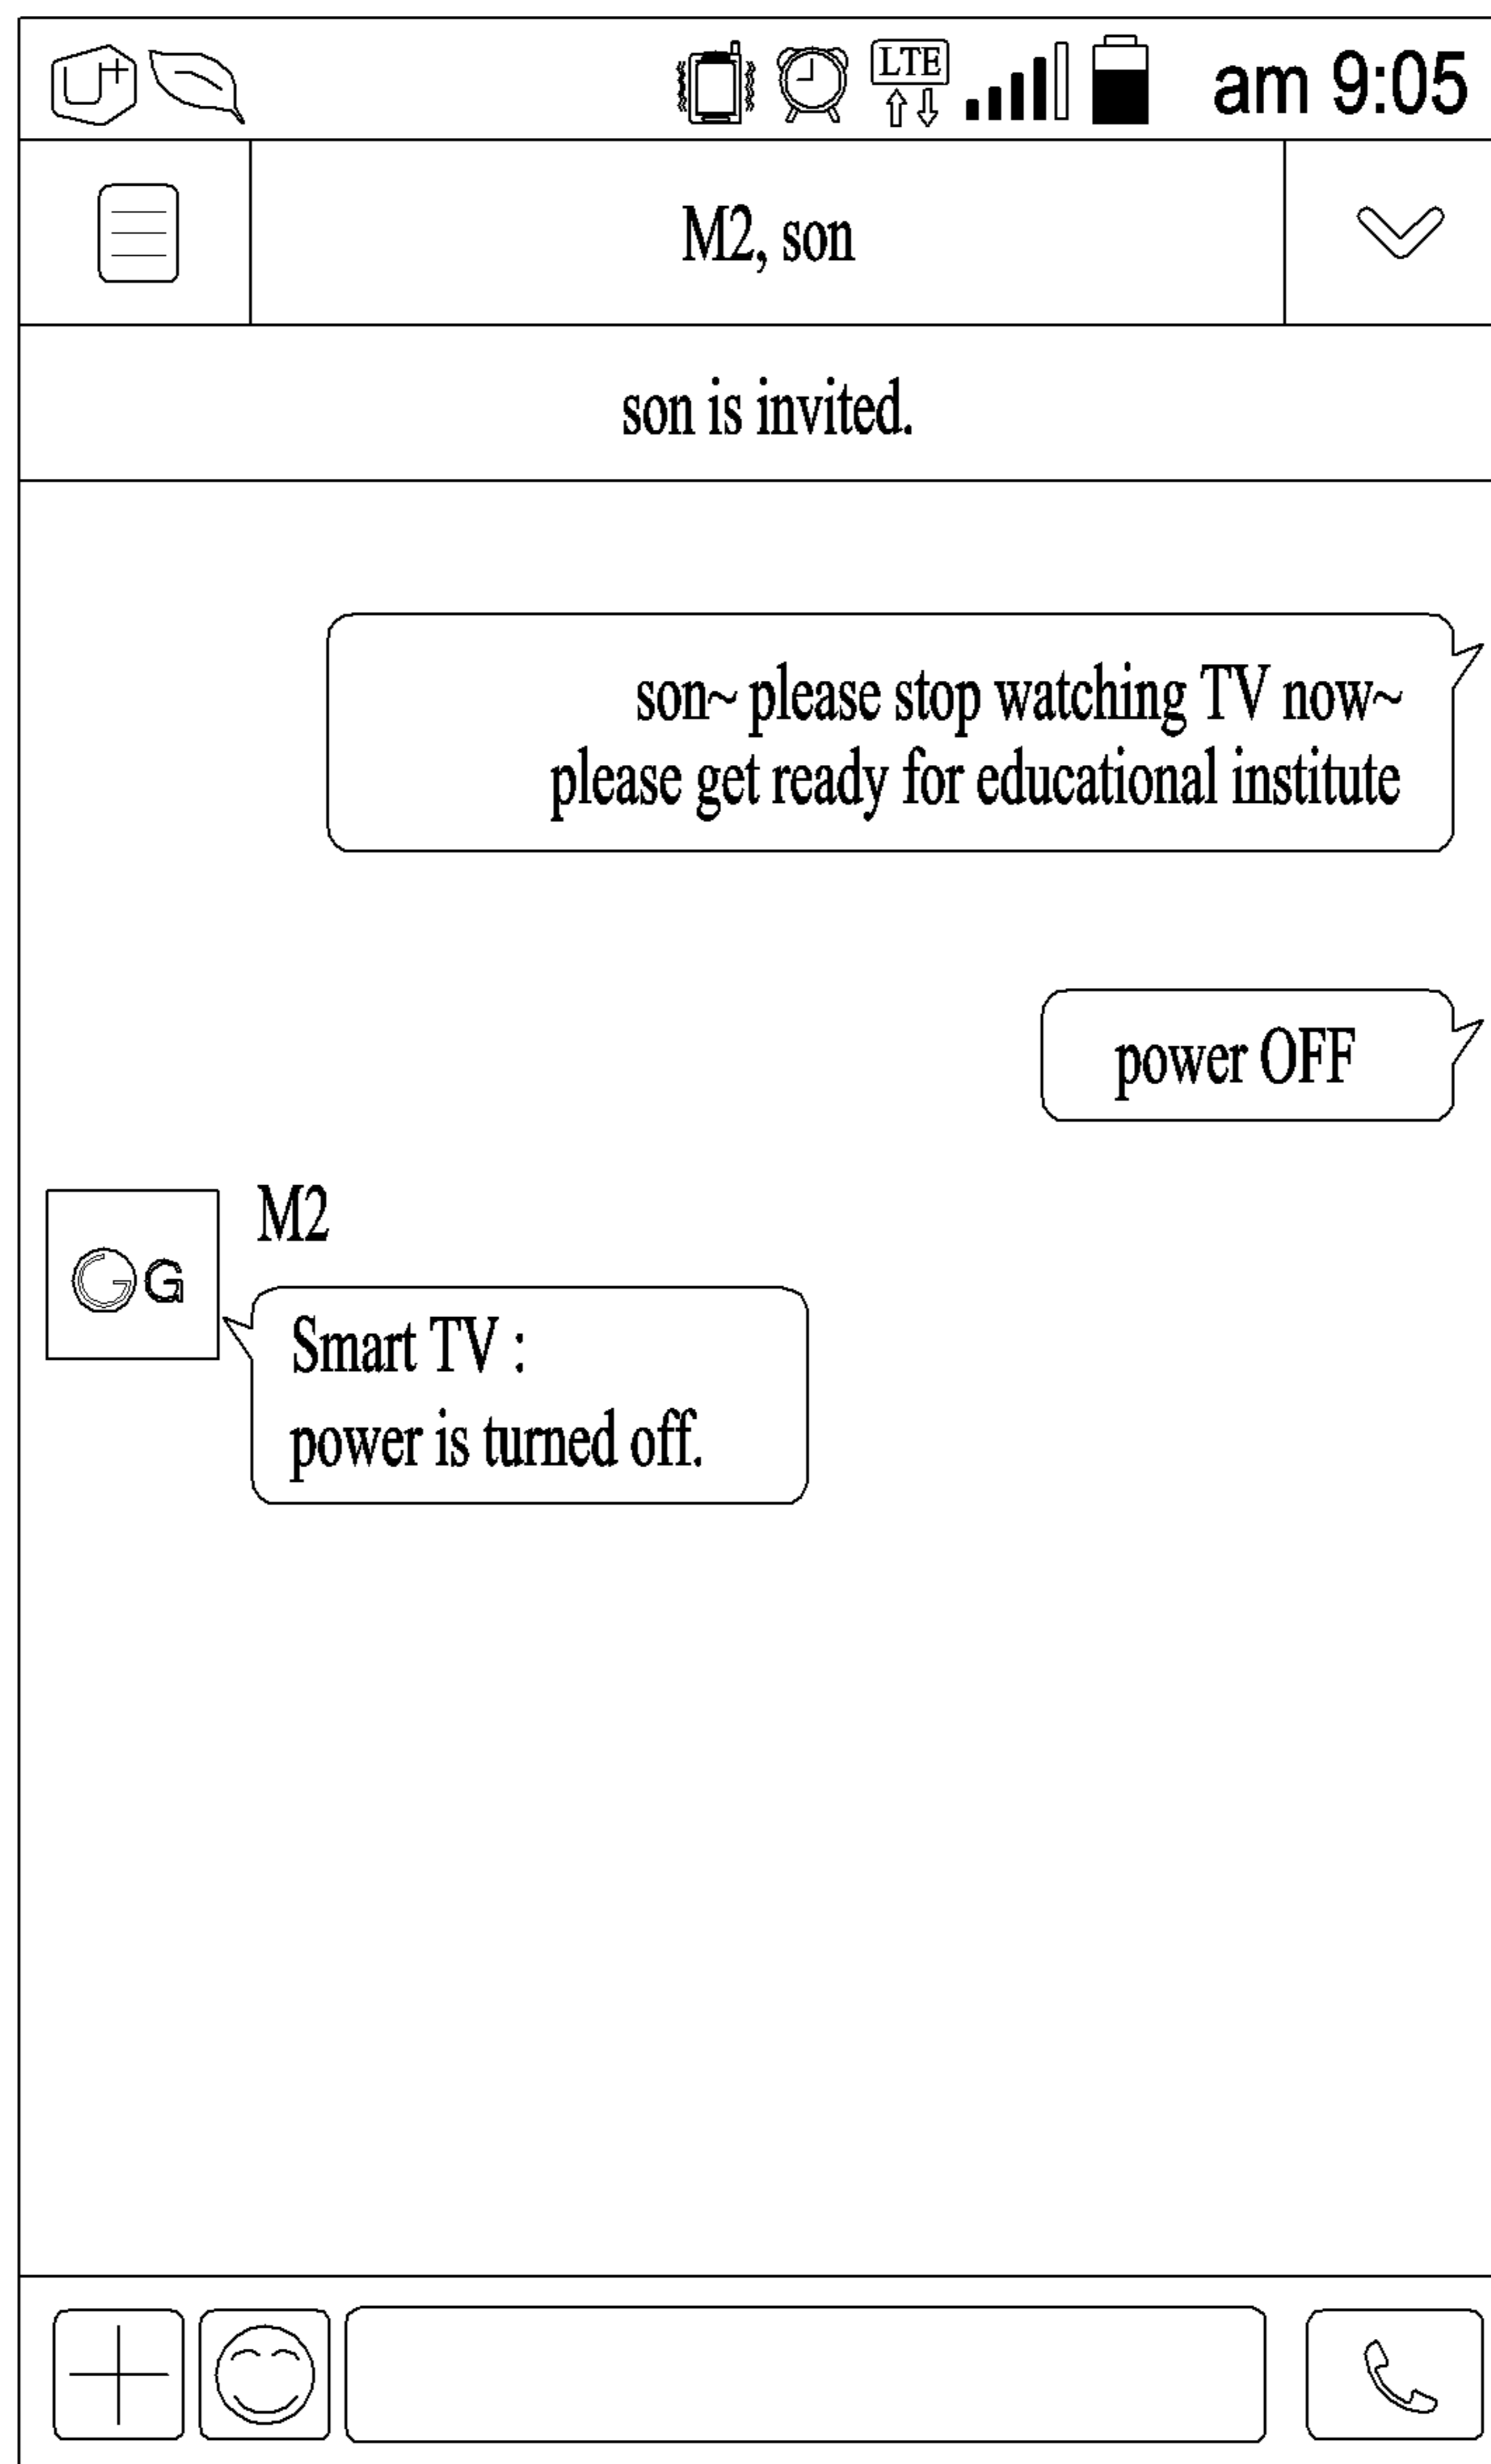 U+
LTE
am 9:05
M2, son
son is invited.
son~ please stop watching TV now~
please get ready for educational institute
power OFF
M2
G G
Smart TV :
power is turned off.